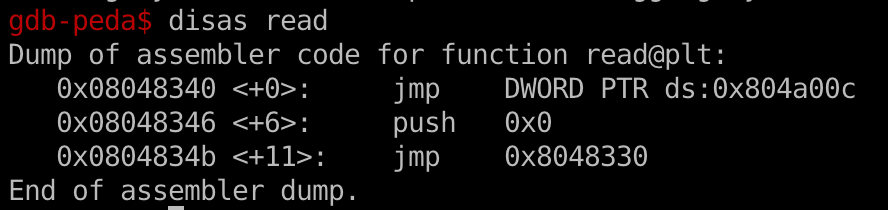 gdb-peda$ disas read
Dump of assembler code for function read@plt:
   0x08048340 <+0>:     jmp    DWORD PTR ds:0x804a00c
   0x08048346 <+6>:     push   0x0
   0x0804834b <+11>:    jmp    0x8048330
End of assembler dump.